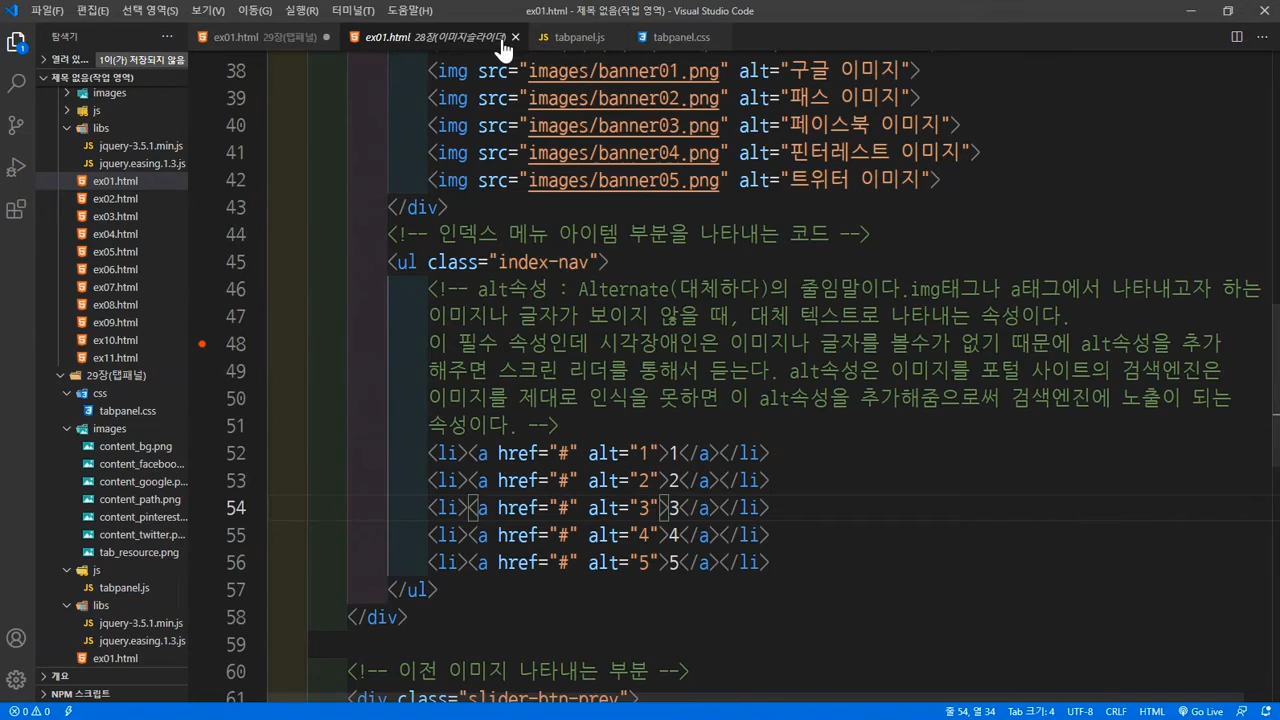 파일(F) 편집(E) 선택 영역(S) 보기(V) 이동(G) 실행(R) 터미널(T) 도움말(H)
ex01.html - 제목 없음(작업 영역) - Visual Studio Code
탐색기 ···
ex01.html 29장(탭패널) ●
ex01.html 28장(이미지슬라이더)
tabpanel.js
tabpanel.css
1
열려 있... 1이(가) 저장되지 않음
제목 없음(작업 영역)
images
js
libs
jquery-3.5.1.min.js
jquery.easing.1.3.js
ex01.html
ex02.html
ex03.html
ex04.html
ex05.html
ex06.html
ex07.html
ex08.html
ex09.html
ex10.html
ex11.html
29장(탭패널)
css
tabpanel.css
images
content_bg.png
content_faceboo...
content_google.p...
content_path.png
content_pinterest...
content_twitter.p...
tab_resource.png
js
tabpanel.js
libs
jquery-3.5.1.min.js
jquery.easing.1.3.js
ex01.html
개요
NPM 스크립트
38 <img src="images/banner01.png" alt="구글 이미지">
39 <img src="images/banner02.png" alt="패스 이미지">
40 <img src="images/banner03.png" alt="페이스북 이미지">
41 <img src="images/banner04.png" alt="핀터레스트 이미지">
42 <img src="images/banner05.png" alt="트위터 이미지">
43 </div>
44 <!-- 인덱스 메뉴 아이템 부분을 나타내는 코드 -->
45 <ul class="index-nav">
46 <!-- alt속성 : Alternate(대체하다)의 줄임말이다.img태그나 a태그에서 나타내고자 하는
47 이미지나 글자가 보이지 않을 때, 대체 텍스트로 나타내는 속성이다.
48 이 필수 속성인데 시각장애인은 이미지나 글자를 볼수가 없기 때문에 alt속성을 추가
49 해주면 스크린 리더를 통해서 듣는다. alt속성은 이미지를 포털 사이트의 검색엔진은
50 이미지를 제대로 인식을 못하면 이 alt속성을 추가해줌으로써 검색엔진에 노출이 되는
51 속성이다. -->
52 <li><a href="#" alt="1">1</a></li>
53 <li><a href="#" alt="2">2</a></li>
54 <li><a href="#" alt="3">3</a></li>
55 <li><a href="#" alt="4">4</a></li>
56 <li><a href="#" alt="5">5</a></li>
57 </ul>
58 </div>
59
60 <!-- 이전 이미지 나타내는 부분 -->
61 <div class="slider-btn-prev">
0 0 줄 54, 열 34 Tab 크기: 4 UTF-8 CRLF HTML Go Live